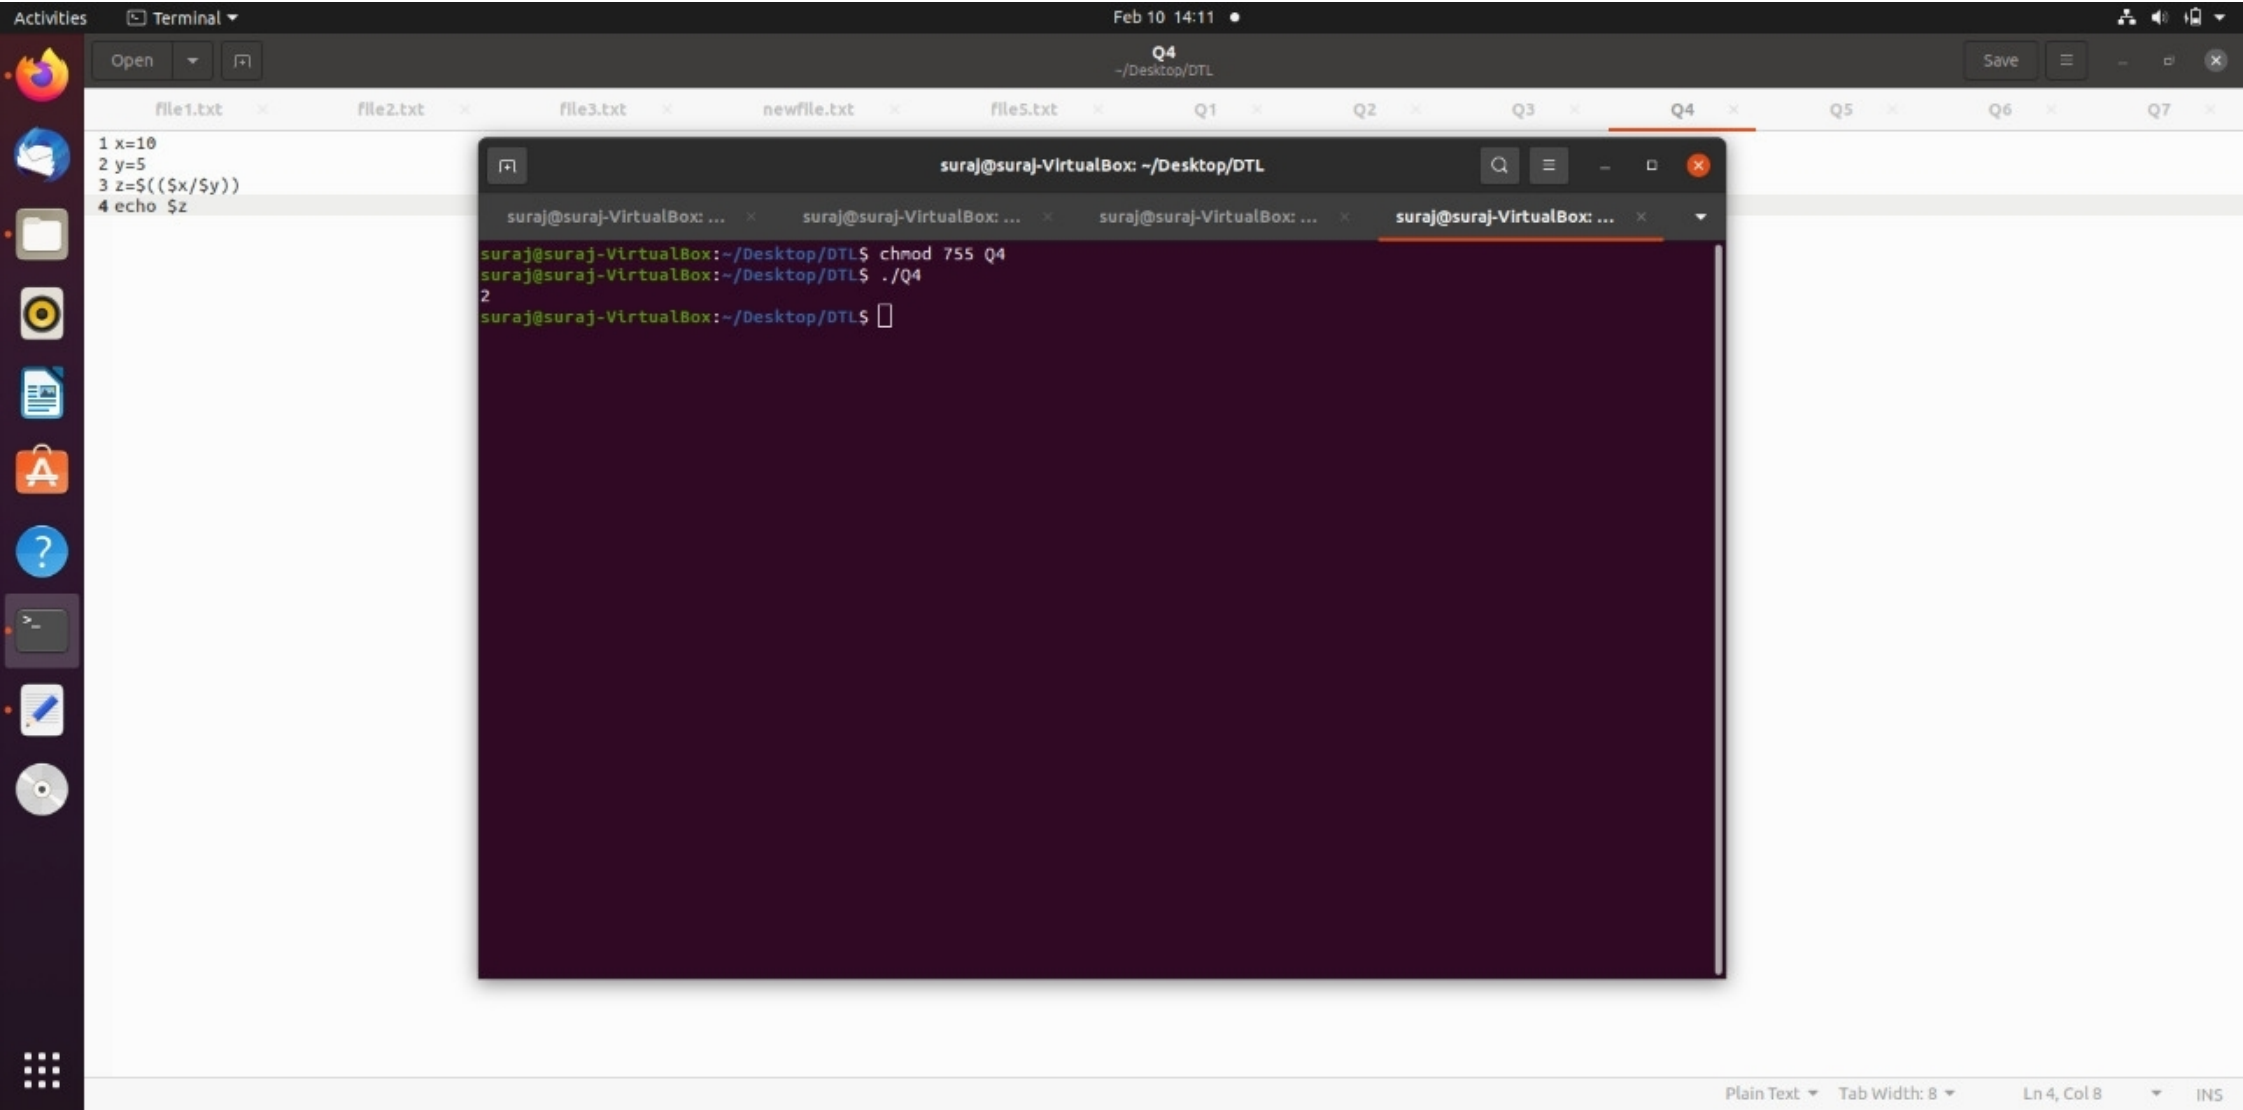 Activities Terminal Feb 10 14:11
Open Q4 Save
~/Desktop/DTL
file1.txt file2.txt file3.txt newfile.txt file5.txt Q1 Q2 Q3 Q4 Q5 Q6 Q7
1 x=10
2 y=5
3 z=$(($x/$y))
4 echo $z
suraj@suraj-VirtualBox: ~/Desktop/DTL
suraj@suraj-VirtualBox: ... suraj@suraj-VirtualBox: ... suraj@suraj-VirtualBox: ... suraj@suraj-VirtualBox: ...
suraj@suraj-VirtualBox:~/Desktop/DTL$ chmod 755 Q4
suraj@suraj-VirtualBox:~/Desktop/DTL$ ./Q4
2
suraj@suraj-VirtualBox:~/Desktop/DTL$
Plain Text Tab Width: 8 Ln 4, Col 8 INS